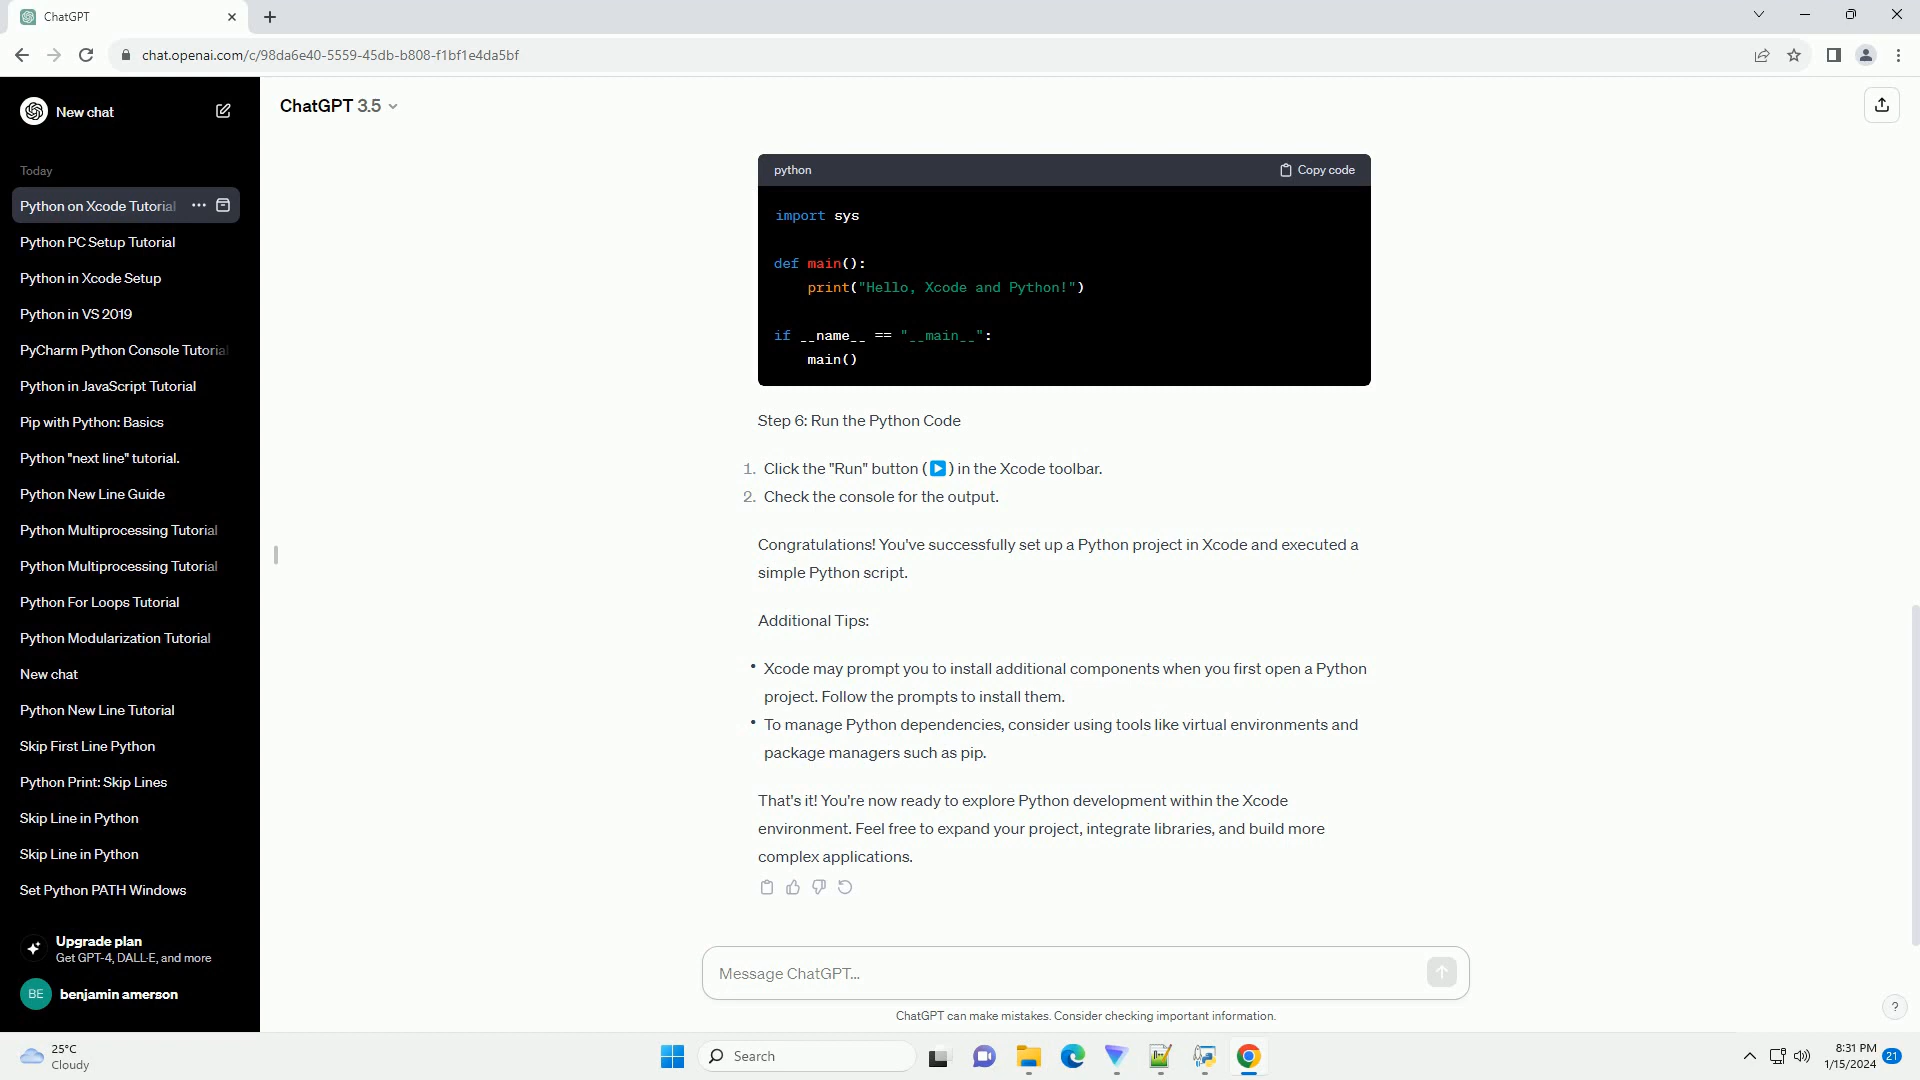 ChatGPT
chat.openai.com/c/98da6e40-5559-45db-b808-f1bf1e4da5bf
New chat
ChatGPT 3.5
Today
Python on Xcode Tutorial
Python PC Setup Tutorial
Python in Xcode Setup
Python in VS 2019
PyCharm Python Console Tutorial
Python in JavaScript Tutorial
Pip with Python: Basics
Python "next line" tutorial.
Python New Line Guide
Python Multiprocessing Tutorial
Python Multiprocessing Tutorial
Python For Loops Tutorial
Python Modularization Tutorial
New chat
Python New Line Tutorial
Skip First Line Python
Python Print: Skip Lines
Skip Line in Python
Skip Line in Python
Set Python PATH Windows
Upgrade plan
Get GPT-4, DALL·E, and more
BE benjamin amerson
python Copy code
import sys
def main():
    print("Hello, Xcode and Python!")
if __name__ == "__main__":
    main()
Step 6: Run the Python Code
1. Click the "Run" button (▶️) in the Xcode toolbar.
2. Check the console for the output.
Congratulations! You've successfully set up a Python project in Xcode and executed a
simple Python script.
Additional Tips:
• Xcode may prompt you to install additional components when you first open a Python
project. Follow the prompts to install them.
• To manage Python dependencies, consider using tools like virtual environments and
package managers such as pip.
That's it! You're now ready to explore Python development within the Xcode
environment. Feel free to expand your project, integrate libraries, and build more
complex applications.
Message ChatGPT...
ChatGPT can make mistakes. Consider checking important information.
?
25°C
Cloudy
Search
8:31 PM
1/15/2024
21